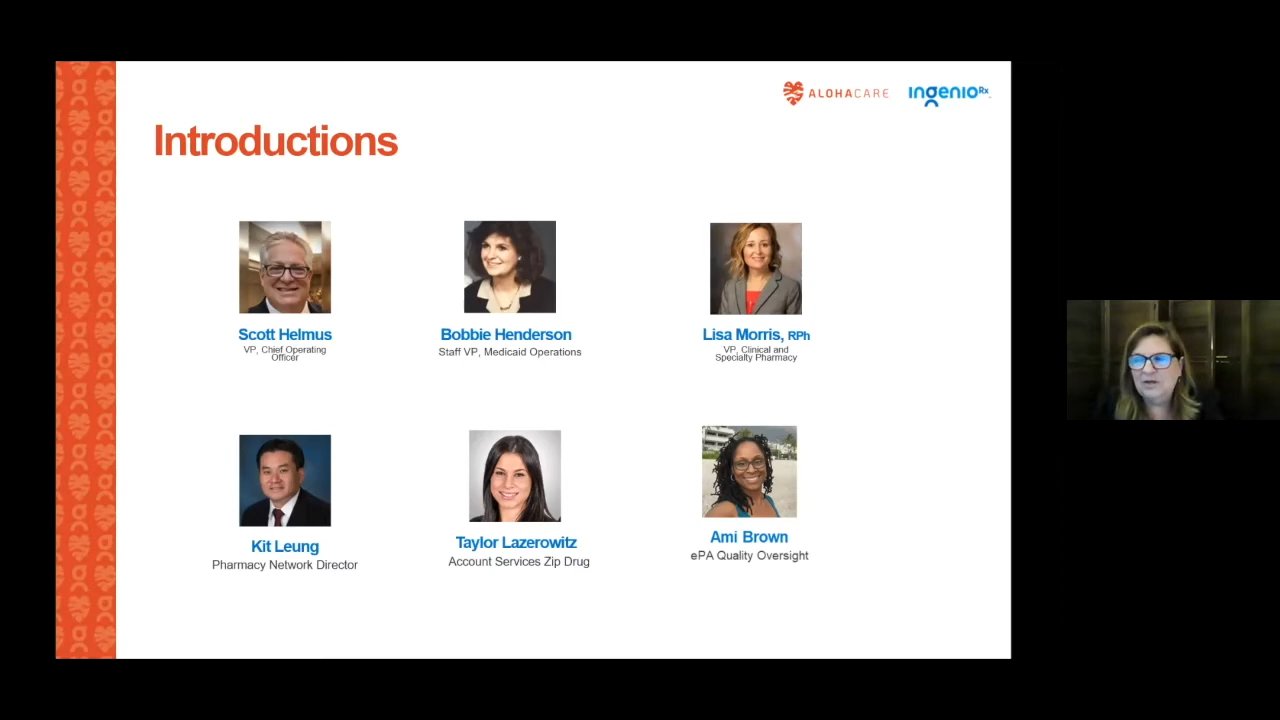 ALOHACARE
IngenioRx
Introductions
Scott Helmus
VP, Chief Operating
Officer
Bobbie Henderson
Staff VP, Medicaid Operations
Lisa Morris, RPh
VP, Clinical and
Specialty Pharmacy
Kit Leung
Pharmacy Network Director
Taylor Lazerowitz
Account Services Zip Drug
Ami Brown
ePA Quality Oversight